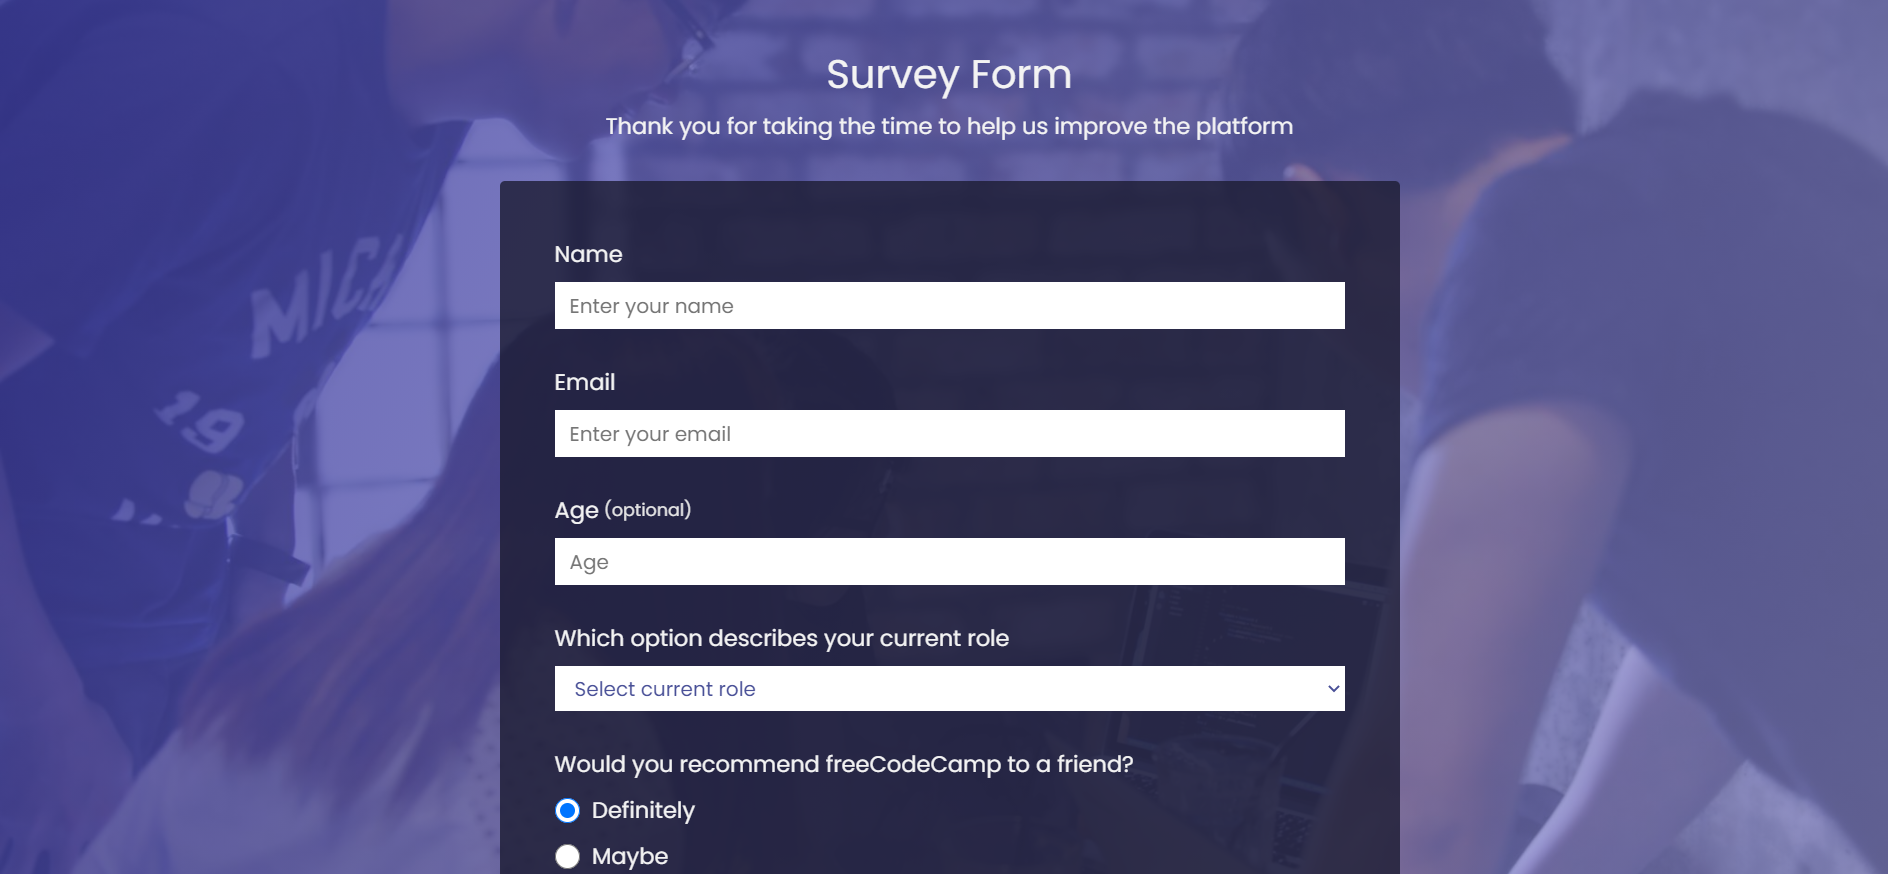 Survey Form
Thank you for taking the time to help us improve the platform
Name
Enter your name
Email
Enter your email
Age (optional)
Age
Which option describes your current role
Select current role
Would you recommend freeCodeCamp to a friend?
Definitely
Maybe
MICH
19